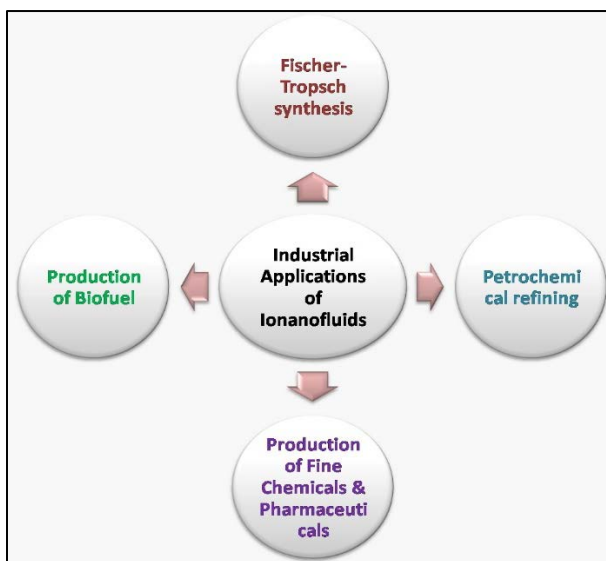 Fischer-
Tropsch
synthesis
Industrial
Applications
of
Ionanofluids
Production
of Biofuel
Petrochemi
cal refining
Production
of Fine
Chemicals &
Pharmaceuti
cals